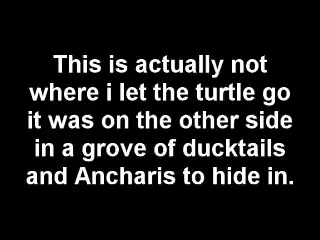 This is actually not
where i let the turtle go
it was on the other side
in a grove of ducktails
and Ancharis to hide in.